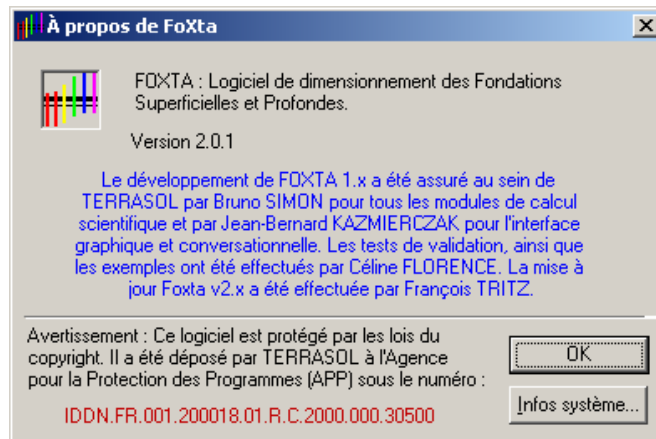 À propos de FoXta
FOXTA : Logiciel de dimensionnement des Fondations
Superficielles et Profondes.
Version 2.0.1
Le développement de FOXTA 1.x a été assuré au sein de
TERRASOL par Bruno SIMON pour tous les modules de calcul
scientifique et par Jean-Bernard KAZMIERCZAK pour l'interface
graphique et conversationnelle. Les tests de validation, ainsi que
les exemples ont été effectués par Céline FLORENCE. La mise à
jour Foxta v2.x a été effectuée par François TRITZ.
Avertissement : Ce logiciel est protégé par les lois du
copyright. Il a été déposé par TERRASOL à l'Agence
pour la Protection des Programmes (APP) sous le numéro :
IDDN.FR.001.200018.01.R.C.2000.000.30500
OK
Infos système...